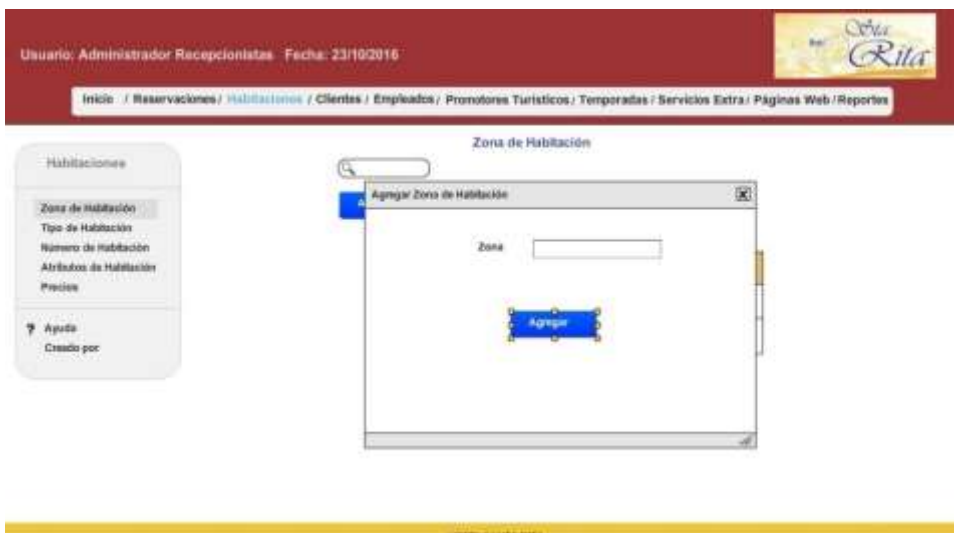 Usuario: Administrador Recepcionistas Fecha: 23/10/2016
Sta
Rita
Inicio / Reservaciones / Habitaciones / Clientes / Empleados / Promotores Turísticos / Temporadas / Servicios Extra / Páginas Web / Reportes
Zona de Habitación
Habitaciones
Agregar Zona de Habitación
Zona de Habitación
Tipo de Habitación
Número de Habitación
Atributos de Habitación
Precios
Zona
Agregar
? Ayuda
Creado por